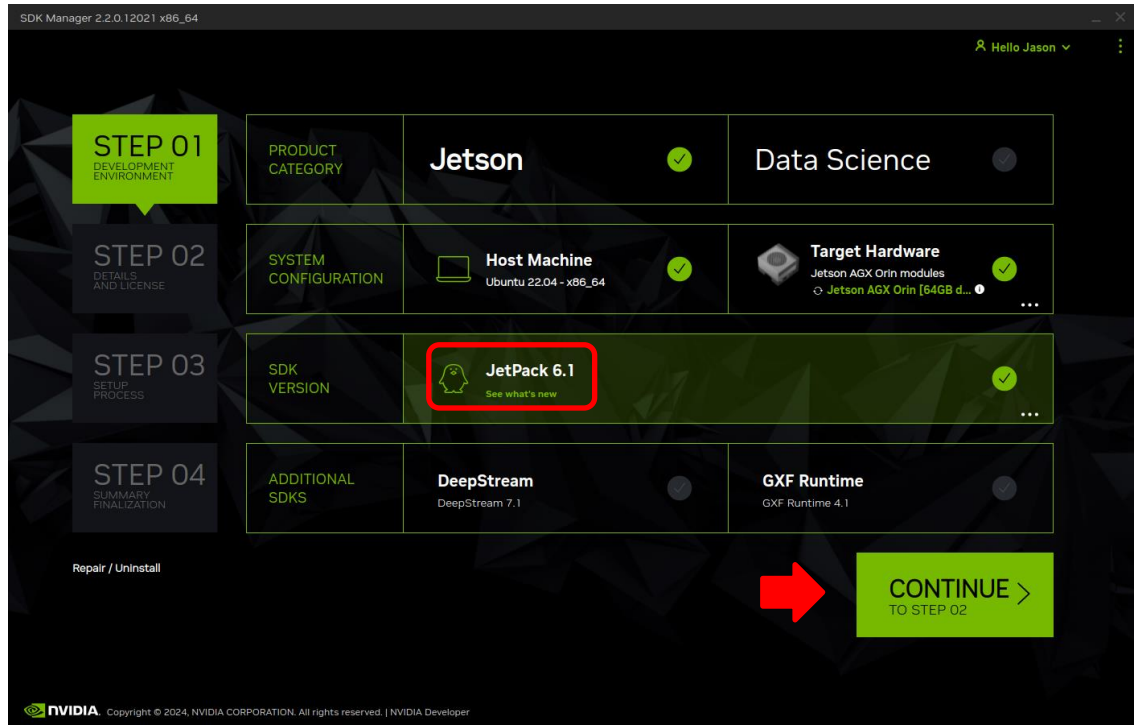 SDK Manager 2.2.0.12021 x86_64
Hello Jason
STEP 01
DEVELOPMENT
ENVIRONMENT
PRODUCT
CATEGORY
Jetson
Data Science
STEP 02
DETAILS
AND LICENSE
SYSTEM
CONFIGURATION
Host Machine
Ubuntu 22.04 - x86_64
Target Hardware
Jetson AGX Orin modules
Jetson AGX Orin [64GB d...
...
STEP 03
SETUP
PROCESS
SDK
VERSION
JetPack 6.1
See what's new
...
STEP 04
SUMMARY
FINALIZATION
ADDITIONAL
SDKS
DeepStream
DeepStream 7.1
GXF Runtime
GXF Runtime 4.1
Repair / Uninstall
CONTINUE >
TO STEP 02
NVIDIA. Copyright © 2024, NVIDIA CORPORATION. All rights reserved. | NVIDIA Developer